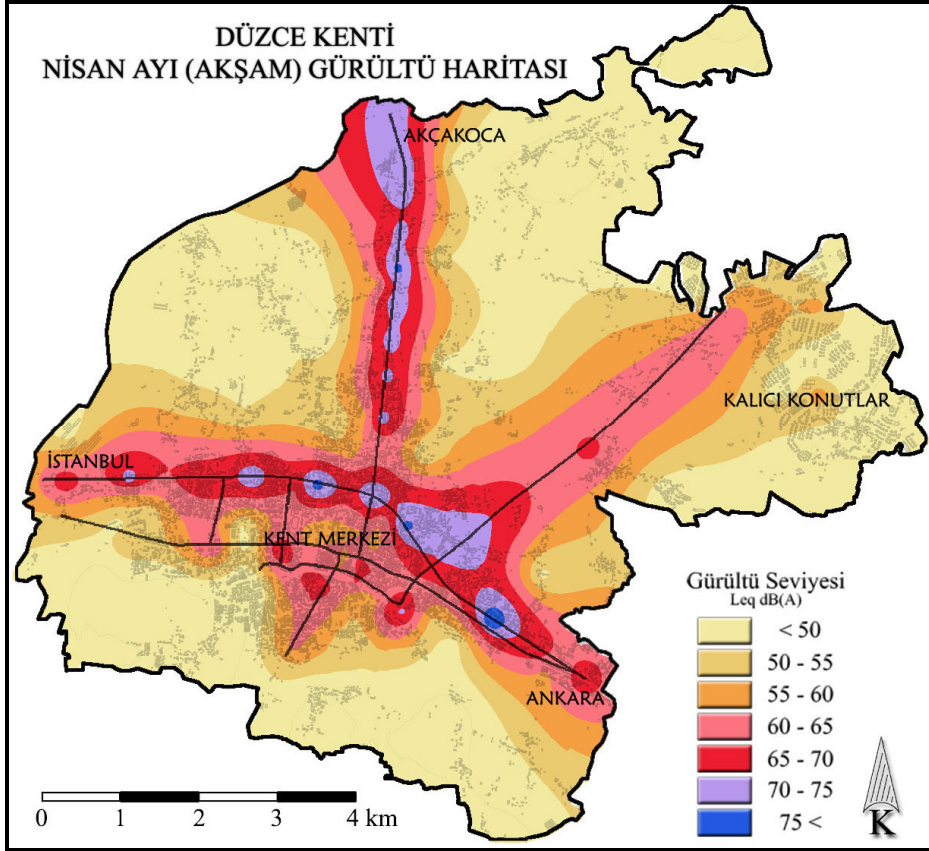 DÜZCE KENTİ
NİSAN AYI (AKŞAM) GÜRÜLTÜ HARİTASI
AKÇAKOCA
KALICI KONUTLAR
İSTANBUL
KENT MERKEZİ
ANKARA
Gürültü Seviyesi
Leq dB(A)
< 50
50 - 55
55 - 60
60 - 65
65 - 70
70 - 75
75 <
0 1 2 3 4 km
K